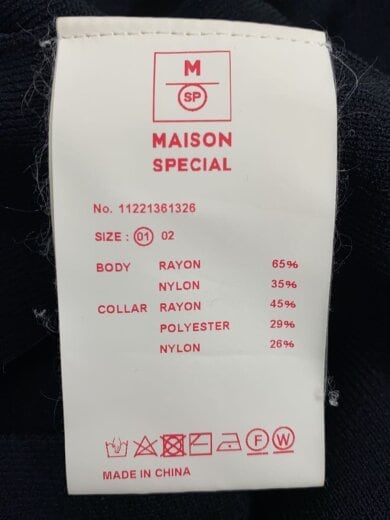 M
SP
MAISON
SPECIAL
No. 11221361326
SIZE : 01 02
BODY RAYON 65%
NYLON 35%
COLLAR RAYON 45%
POLYESTER 29%
NYLON 26%
F W
MADE IN CHINA